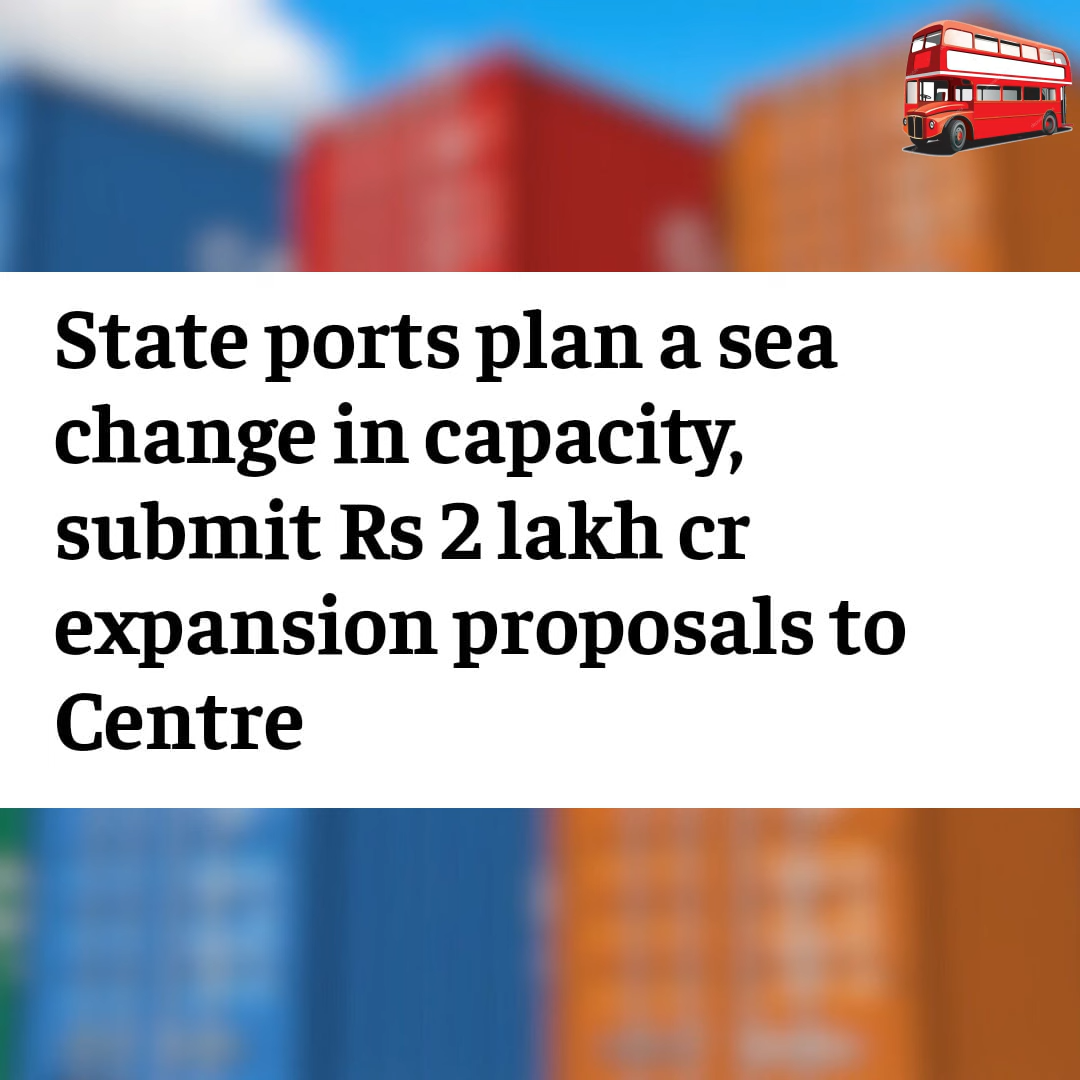 State ports plan a sea
change in capacity,
submit Rs 2 lakh cr
expansion proposals to
Centre